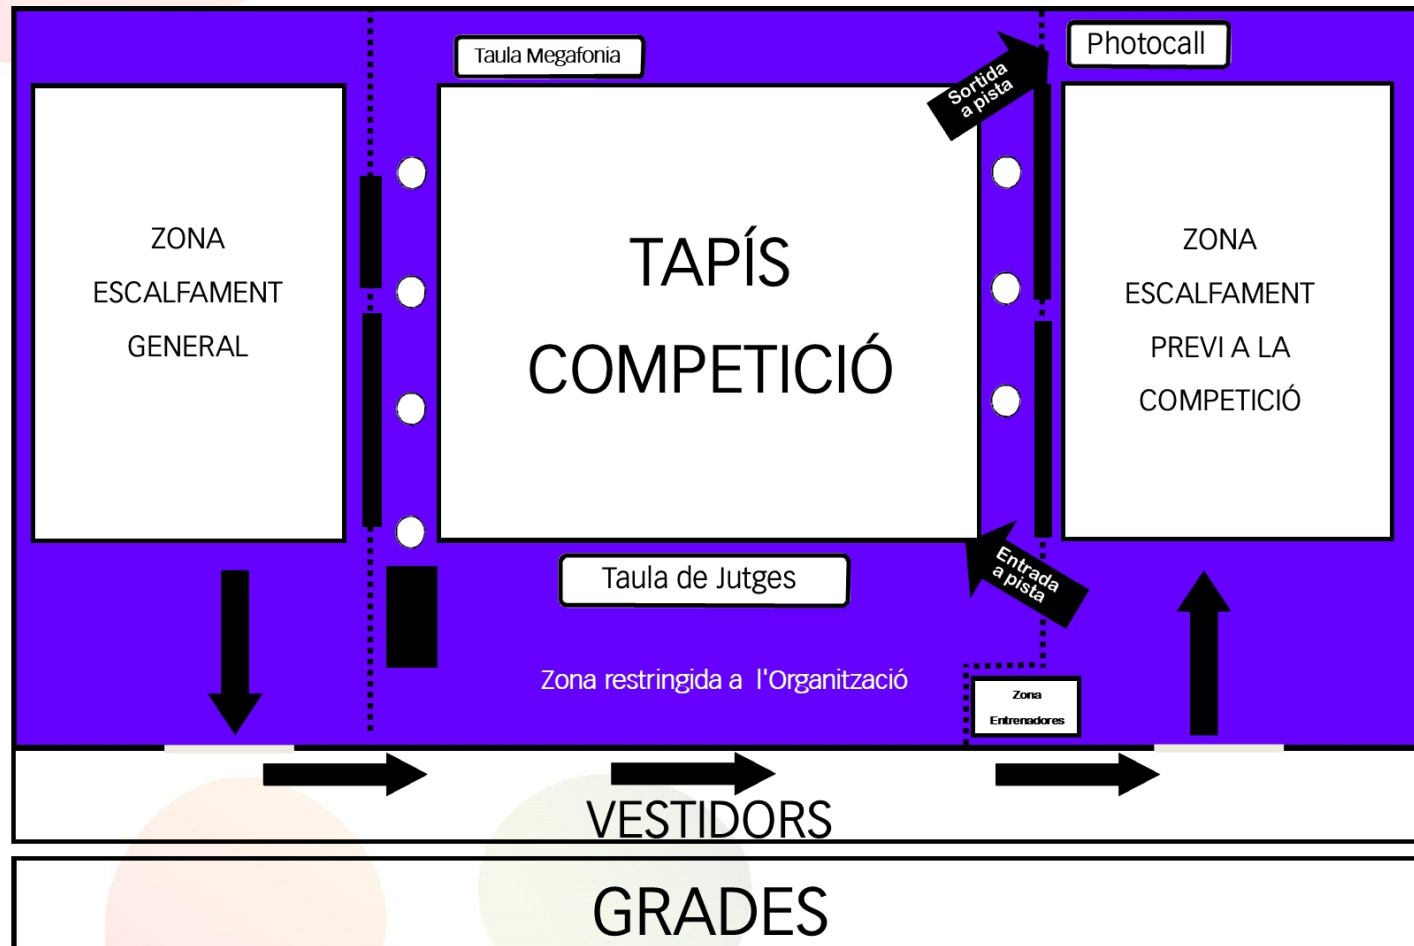 Taula Megafonia
Photocall
Sortida
a pista
ZONA
ESCALFAMENT
GENERAL
TAPÍS
COMPETICIÓ
ZONA
ESCALFAMENT
PREVI A LA
COMPETICIÓ
Entrada
a pista
Taula de Jutges
Zona restringida a l'Organització
Zona
Entrenadores
VESTIDORS
GRADES